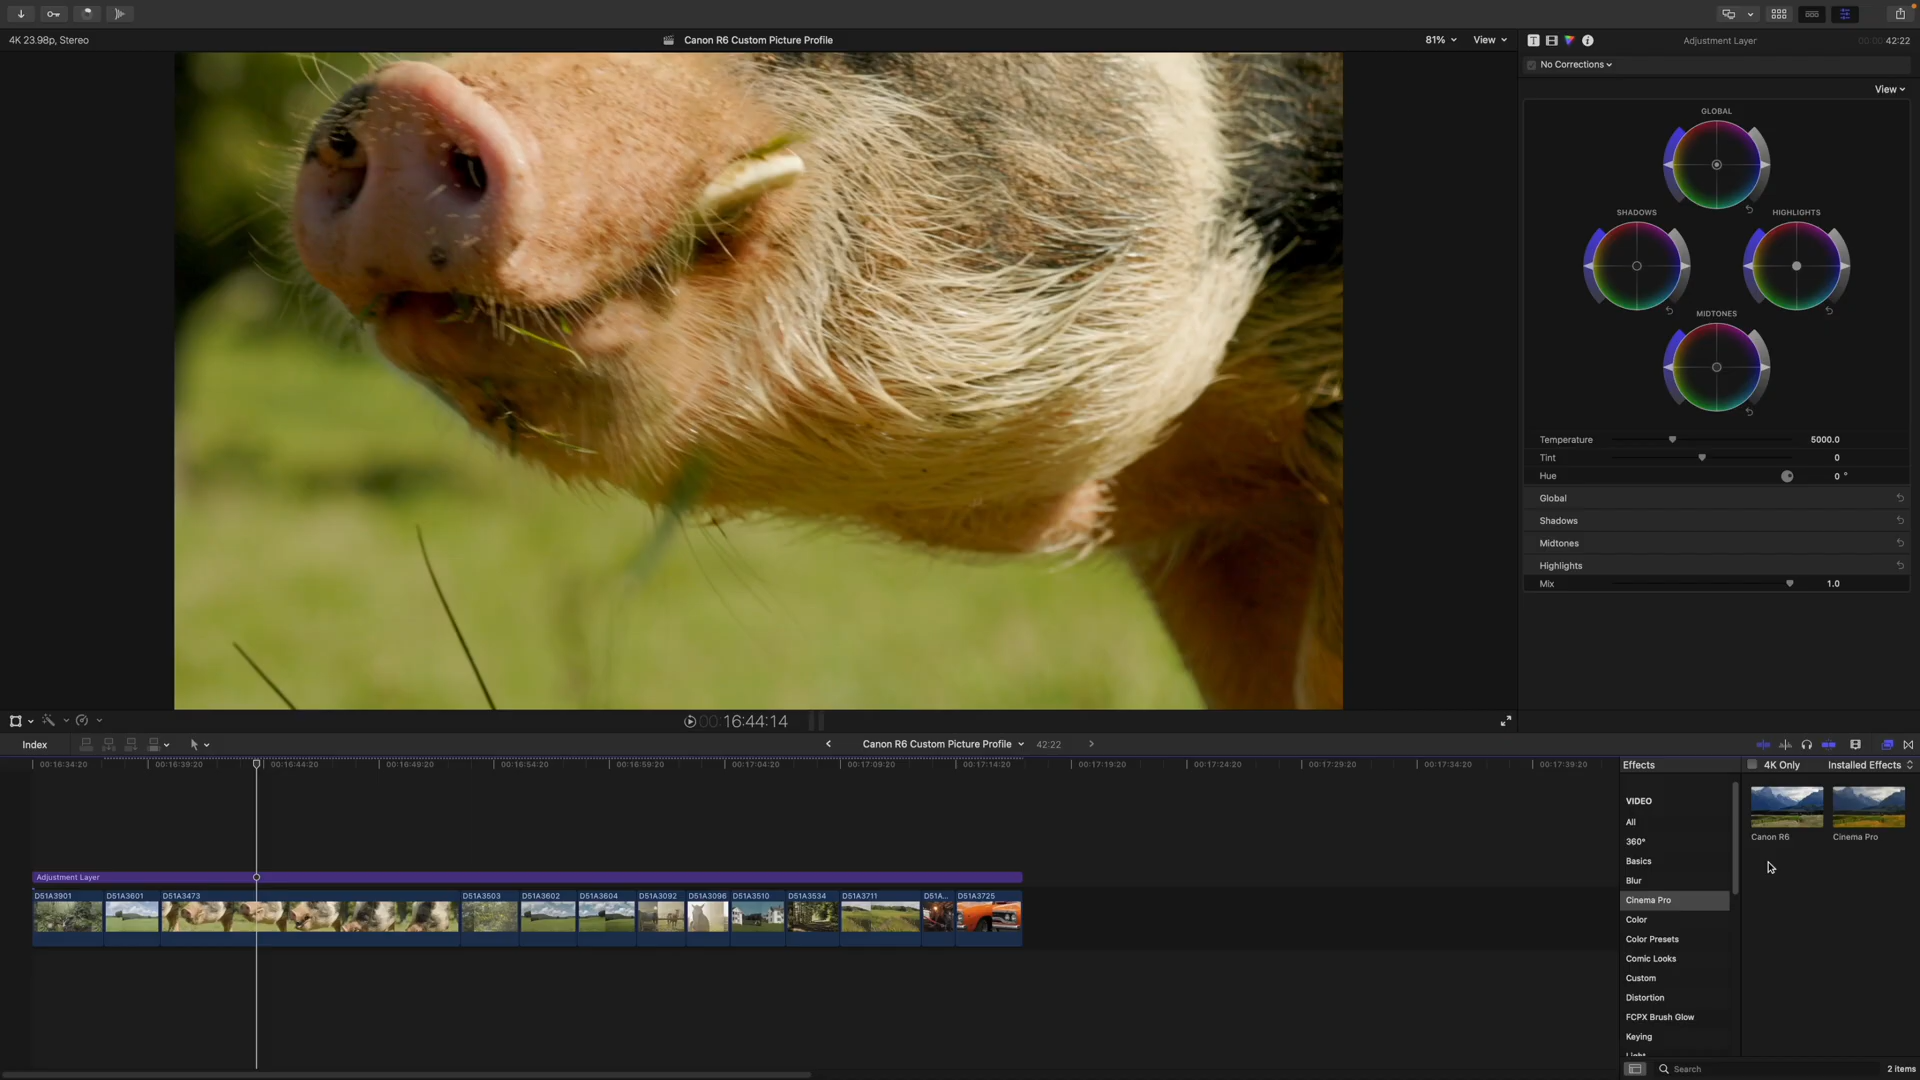 4K 23.98p, Stereo
Canon R6 Custom Picture Profile
81%
View
Adjustment Layer
00:00:42:22
No Corrections
View
GLOBAL
SHADOWS
HIGHLIGHTS
MIDTONES
Temperature 5000.0
Tint 0
Hue 0 °
Global
Shadows
Midtones
Highlights
Mix 1.0
00:16:44:14
Index
Canon R6 Custom Picture Profile
42:22
00:16:34:20
00:16:39:20
00:16:44:20
00:16:49:20
00:16:54:20
00:16:59:20
00:17:04:20
00:17:09:20
00:17:14:20
00:17:19:20
00:17:24:20
00:17:29:20
00:17:34:20
00:17:39:20
Adjustment Layer
D51A3901
D51A3601
D51A3473
D51A3503
D51A3602
D51A3604
D51A3092
D51A3096
D51A3510
D51A3534
D51A3711
D51A...
D51A3725
Effects
4K Only
Installed Effects
VIDEO
All
360°
Basics
Blur
Cinema Pro
Color
Color Presets
Comic Looks
Custom
Distortion
FCPX Brush Glow
Keying
Light
Canon R6
Cinema Pro
Search
2 items